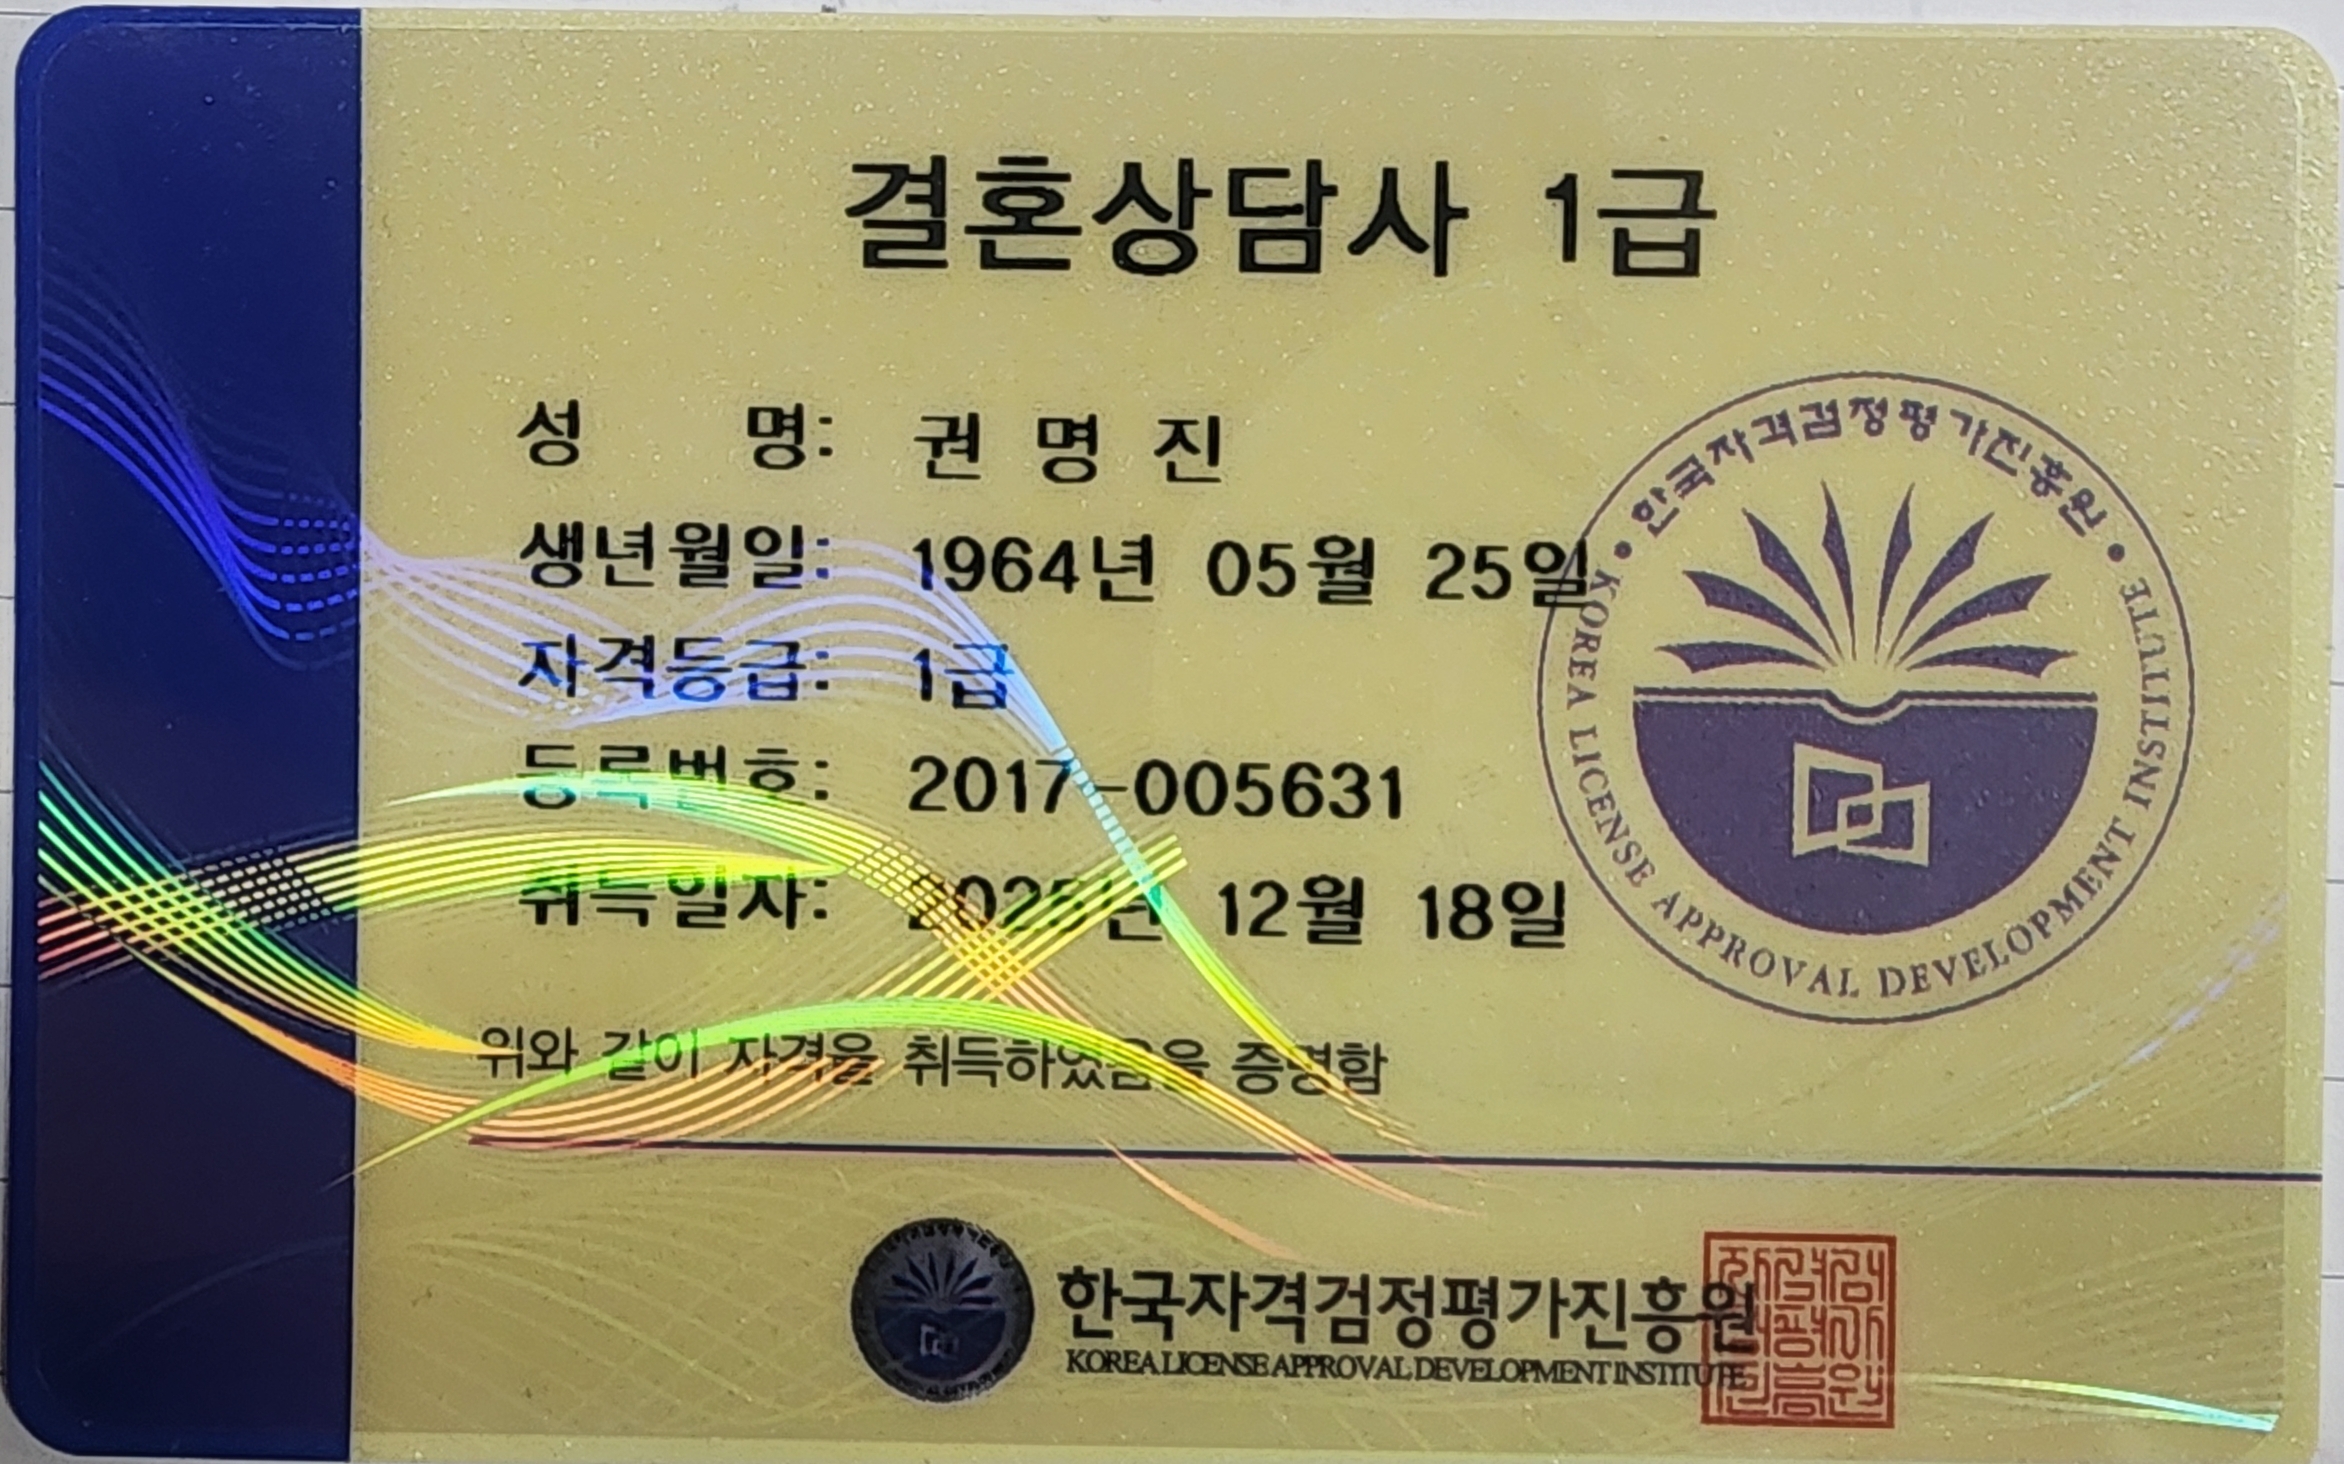 결혼상담사 1급
성 명: 권 명 진
생년월일: 1964년 05월 25일
자격등급: 1급
등록번호: 2017-005631
취득일자: 2025년 12월 18일
위와 같이 자격을 취득하였음을 증명함
한국자격검정평가진흥원
KOREA LICENSE APPROVAL DEVELOPMENT INSTITUTE
한국자격검정평가진흥원
KOREA LICENSE APPROVAL DEVELOPMENT INSTITUTE